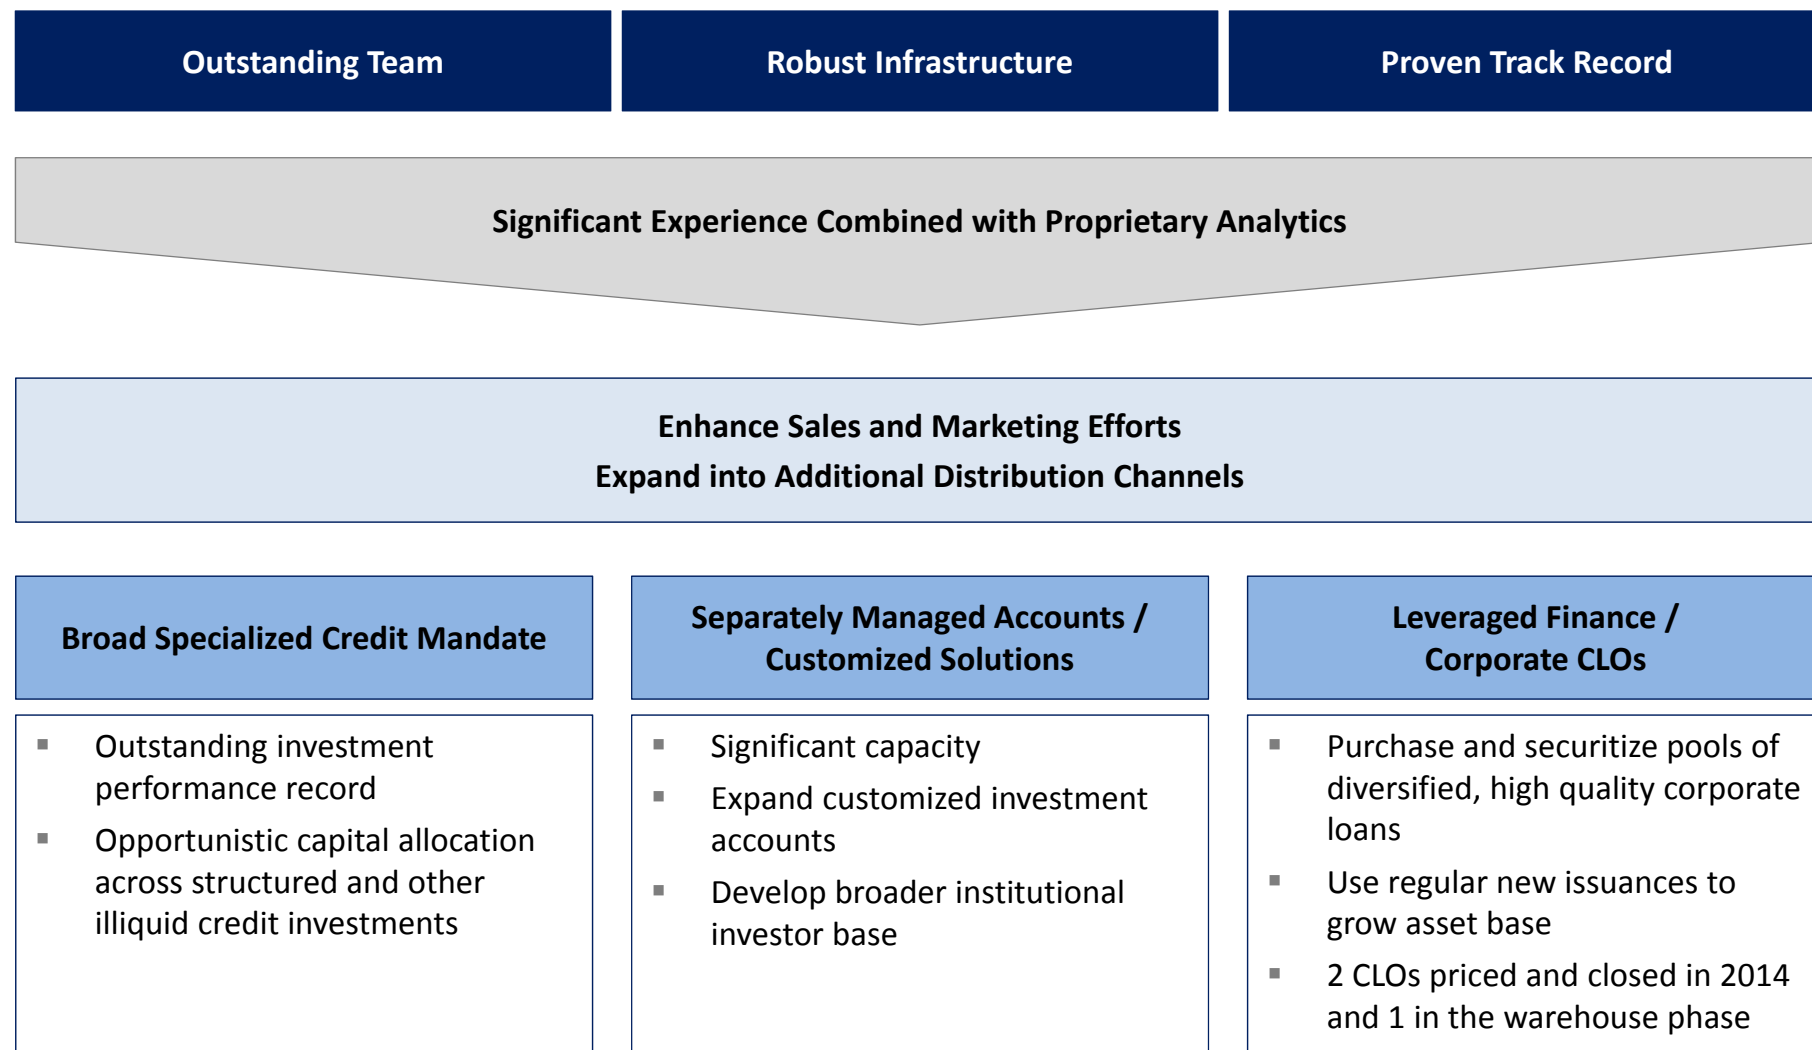 Outstanding Team
Robust Infrastructure
Proven Track Record
Significant Experience Combined with Proprietary Analytics
Enhance Sales and Marketing Efforts
Expand into Additional Distribution Channels
Broad Specialized Credit Mandate
▪ Outstanding investment
performance record
▪ Opportunistic capital allocation
across structured and other
illiquid credit investments
Separately Managed Accounts /
Customized Solutions
▪ Significant capacity
▪ Expand customized investment
accounts
▪ Develop broader institutional
investor base
Leveraged Finance /
Corporate CLOs
▪ Purchase and securitize pools of
diversified, high quality corporate
loans
▪ Use regular new issuances to
grow asset base
▪ 2 CLOs priced and closed in 2014
and 1 in the warehouse phase